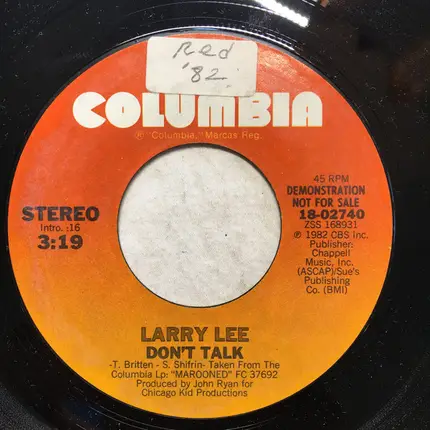 Red
'82
COLUMBIA
® "Columbia," Marcas Reg.
45 RPM
DEMONSTRATION
NOT FOR SALE
18-02740
ZSS 168931
℗ 1982 CBS Inc.
Publisher:
Chappell
Music, Inc.
(ASCAP)/Sue's
Publishing
Co. (BMI)
STEREO
Intro. :16
3:19
LARRY LEE
DON'T TALK
-T. Britten - S. Shifrin- Taken From The
Columbia Lp: "MAROONED" FC 37692
Produced by John Ryan for
Chicago Kid Productions